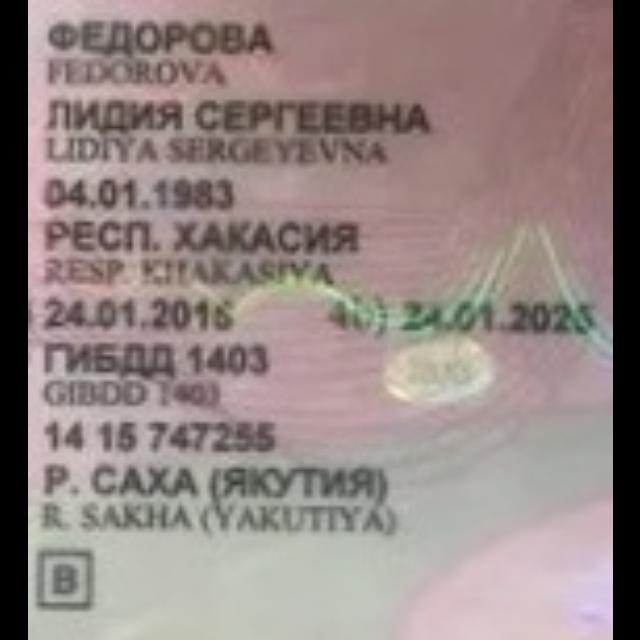 ФЕДОРОВА
FEDOROVA
ЛИДИЯ СЕРГЕЕВНА
LIDIYA SERGEYEVNA
04.01.1983
РЕСП. ХАКАСИЯ
RESP. KHAKASIYA
24.01.2015 4b) 24.01.2025
ГИБДД 1403
GIBDD 1403
14 15 747255
Р. САХА (ЯКУТИЯ)
R. SAKHA (YAKUTIYA)
B